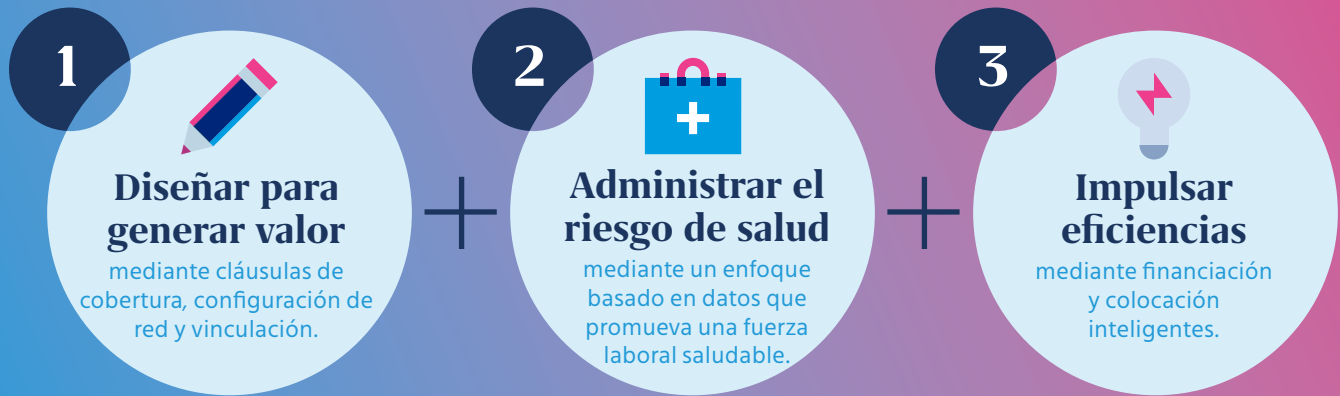 1
Diseñar para
generar valor
mediante cláusulas de
cobertura, configuración de
red y vinculación.
2
Administrar el
riesgo de salud
mediante un enfoque
basado en datos que
promueva una fuerza
laboral saludable.
3
Impulsar
eficiencias
mediante financiación
y colocación
inteligentes.